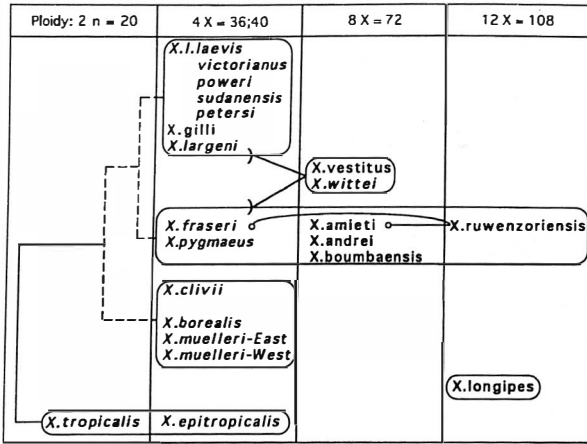 Ploidy: 2 n = 20 4 X = 36;40 8 X = 72 12 X = 108
X.l.laevis
victorianus
poweri
sudanensis
petersi
X.gilli
X.largeni
X.vestitus
X.wittei
X.fraseri X.amieti X.ruwenzoriensis
X.pygmaeus X.andrei
X.boumbaensis
X.clivii
X.borealis
X.muelleri-East
X.muelleri-West
X.longipes
X.tropicalis X.epitropicalis